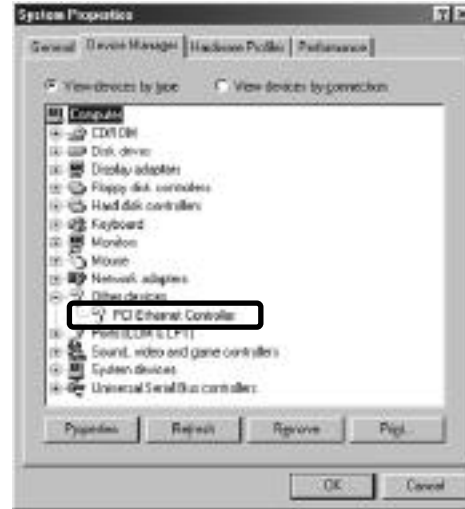 System Properties
General Device Manager Hardware Profiles Performance
View devices by type View devices by connection
Computer
CDROM
Disk drives
Display adapters
Floppy disk controllers
Hard disk controllers
Keyboard
Monitors
Mouse
Network adapters
Other devices
PCI Ethernet Controller
Ports (COM & LPT)
Sound, video and game controllers
System devices
Universal Serial Bus controllers
Properties Refresh Remove Print...
OK Cancel